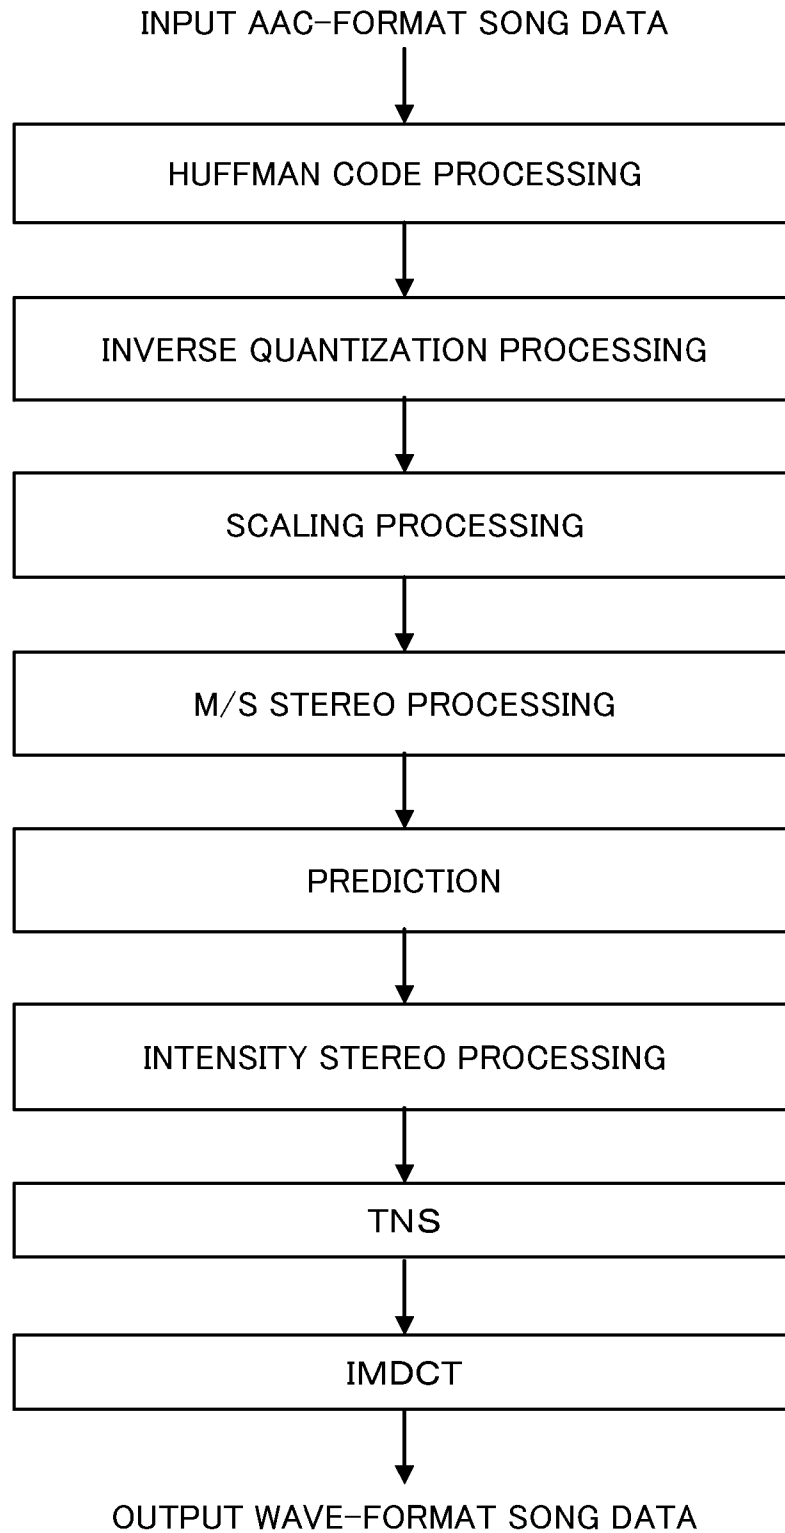 INPUT AAC-FORMAT SONG DATA
HUFFMAN CODE PROCESSING
INVERSE QUANTIZATION PROCESSING
SCALING PROCESSING
M/S STEREO PROCESSING
PREDICTION
INTENSITY STEREO PROCESSING
TNS
IMDCT
OUTPUT WAVE-FORMAT SONG DATA